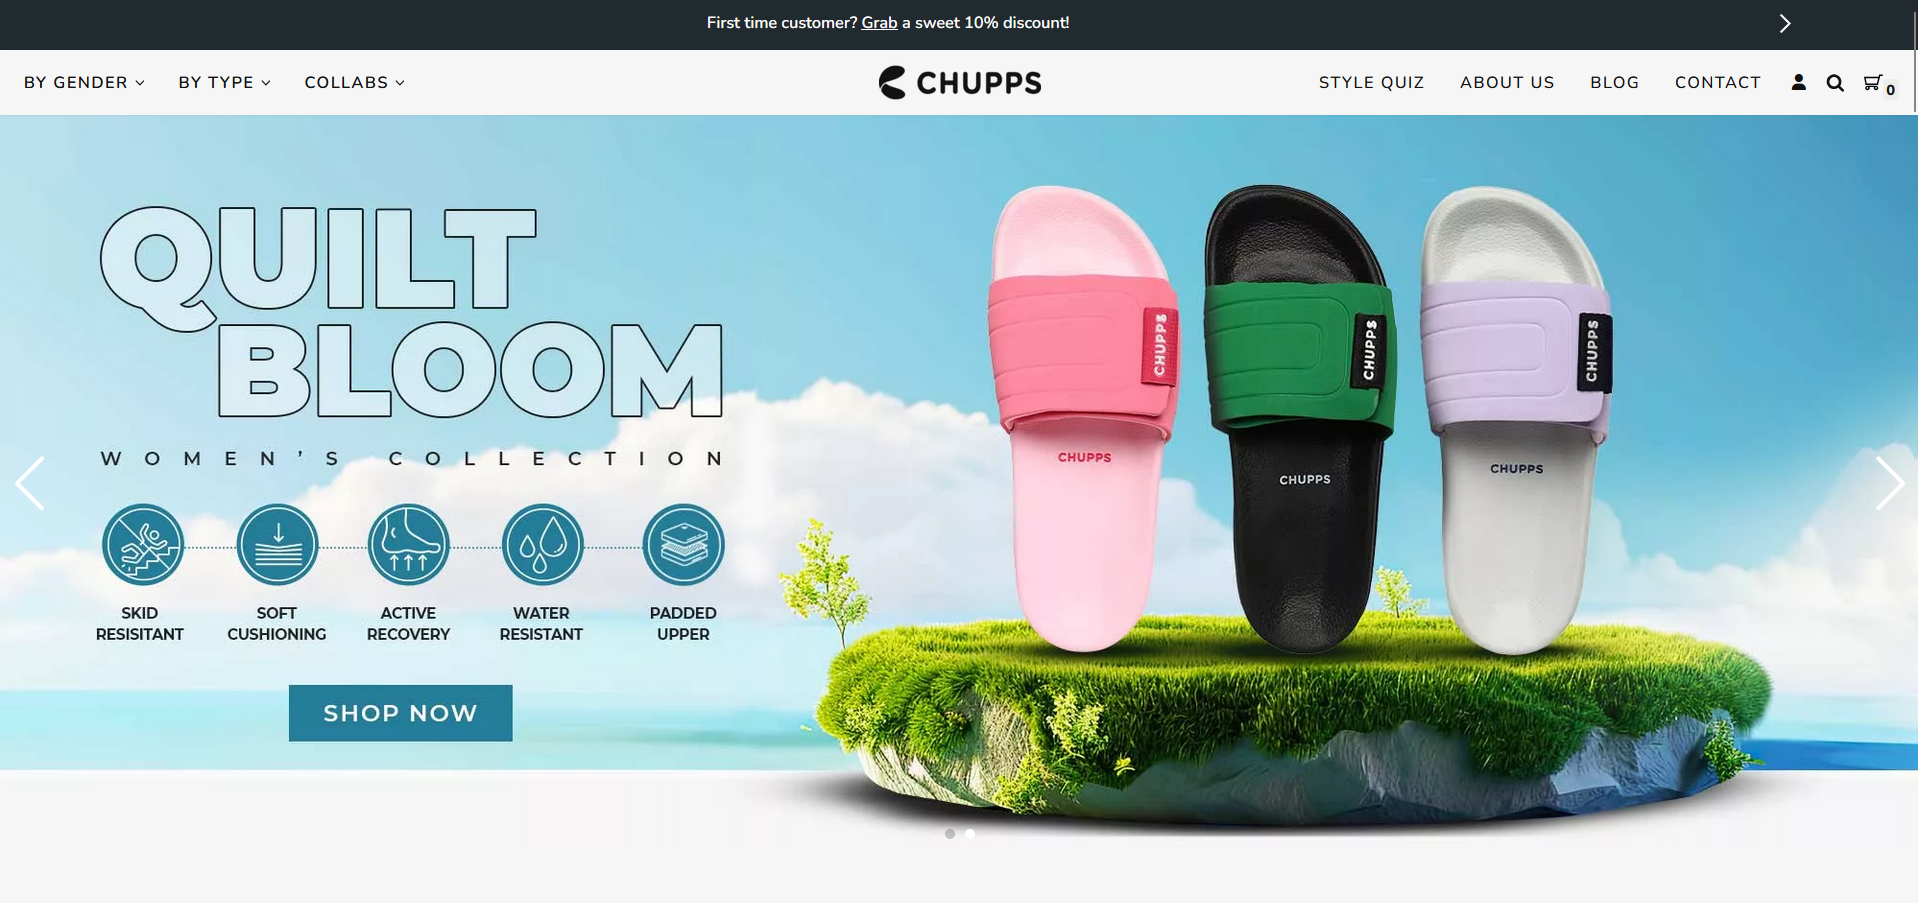 First time customer? Grab a sweet 10% discount!
BY GENDER BY TYPE COLLABS CHUPPS STYLE QUIZ ABOUT US BLOG CONTACT 0
QUILT
BLOOM
WOMEN'S COLLECTION
SKID
RESISITANT
SOFT
CUSHIONING
ACTIVE
RECOVERY
WATER
RESISTANT
PADDED
UPPER
SHOP NOW
CHUPPS
CHUPPS
CHUPPS
CHUPPS
CHUPPS
CHUPPS